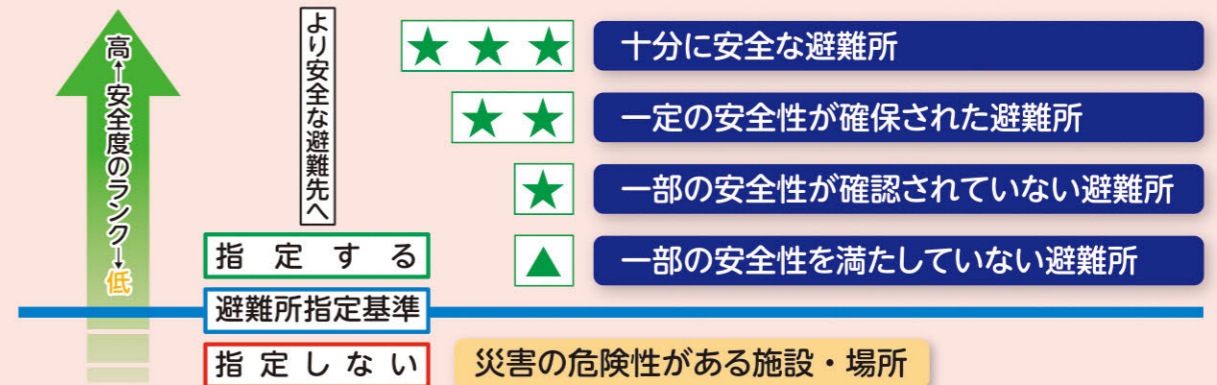 高←安全度のランク→低
より安全な避難先へ
★★★ 十分に安全な避難所
★★ 一定の安全性が確保された避難所
★ 一部の安全性が確認されていない避難所
指定する
▲ 一部の安全性を満たしていない避難所
避難所指定基準
指定しない
災害の危険性がある施設・場所